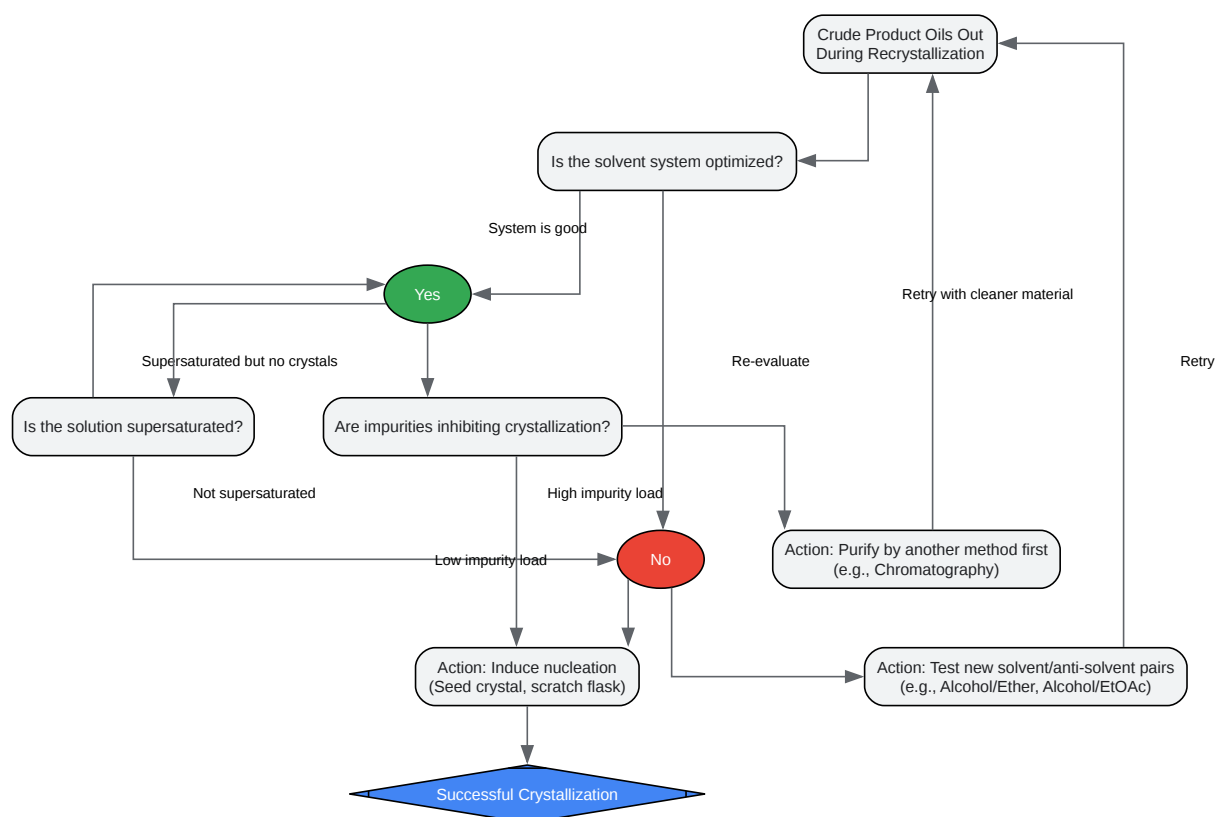 Crude Product Oils Out
During Recrystallization
Is the solvent system optimized?
System is good
Yes
Retry with cleaner material
Supersaturated but no crystals
Re-evaluate
Retry
Is the solution supersaturated?
Are impurities inhibiting crystallization?
Not supersaturated
High impurity load
Low impurity load
No
Action: Purify by another method first
(e.g., Chromatography)
Action: Induce nucleation
(Seed crystal, scratch flask)
Action: Test new solvent/anti-solvent pairs
(e.g., Alcohol/Ether, Alcohol/EtOAc)
Successful Crystallization